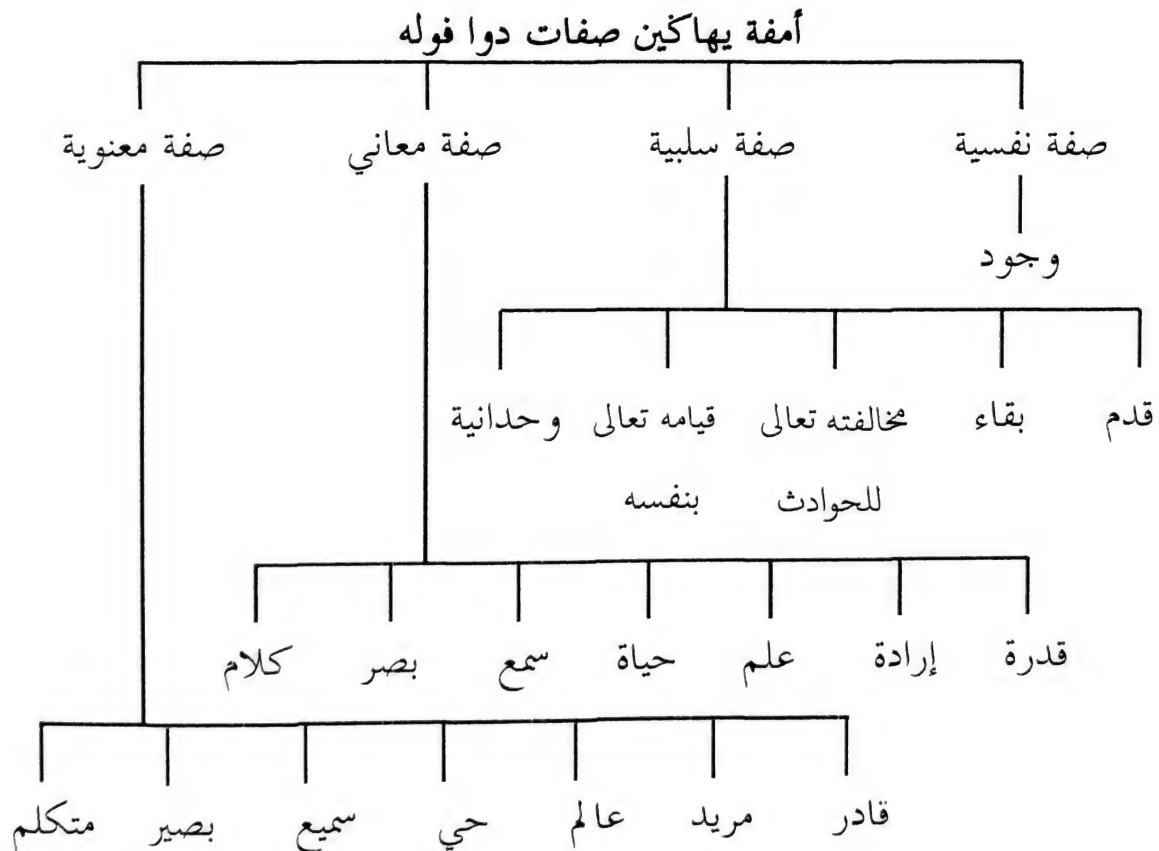 أمفة يهاکين صفات دوا فوله
صفة نفسية صفة سلبية صفة معاني صفة معنوية
وجود
قدم بقاء مخالفته تعالى قيامه تعالى وحدانية
للحوادث بنفسه
قدرة إرادة علم حياة سمع بصر كلام
قادر مريد عالم حي سميع بصير متكلم